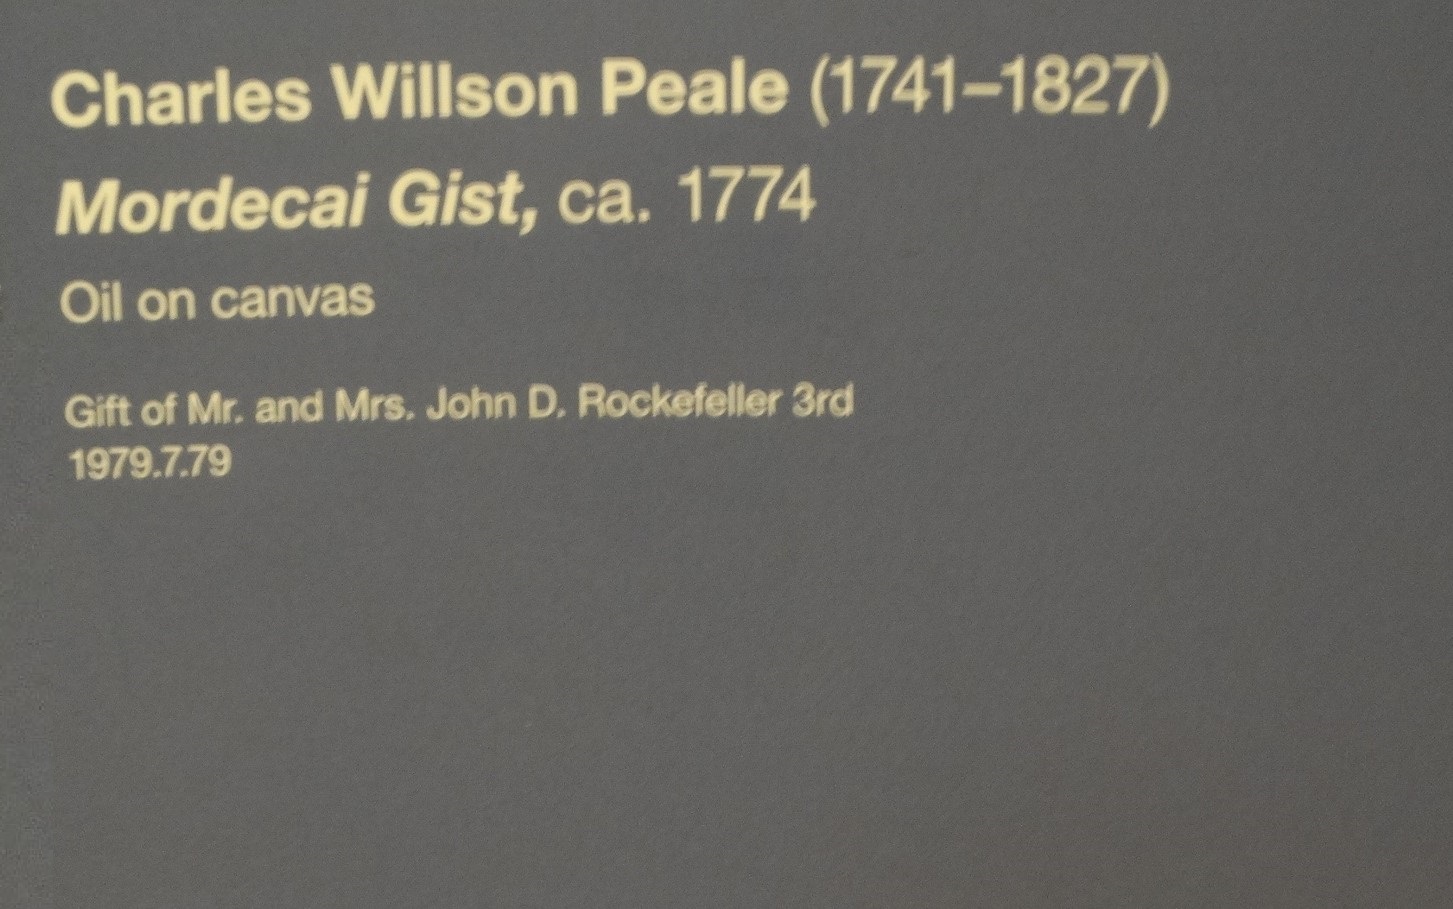 Charles Willson Peale (1741–1827)
Mordecai Gist, ca. 1774
Oil on canvas
Gift of Mr. and Mrs. John D. Rockefeller 3rd
1979.7.79